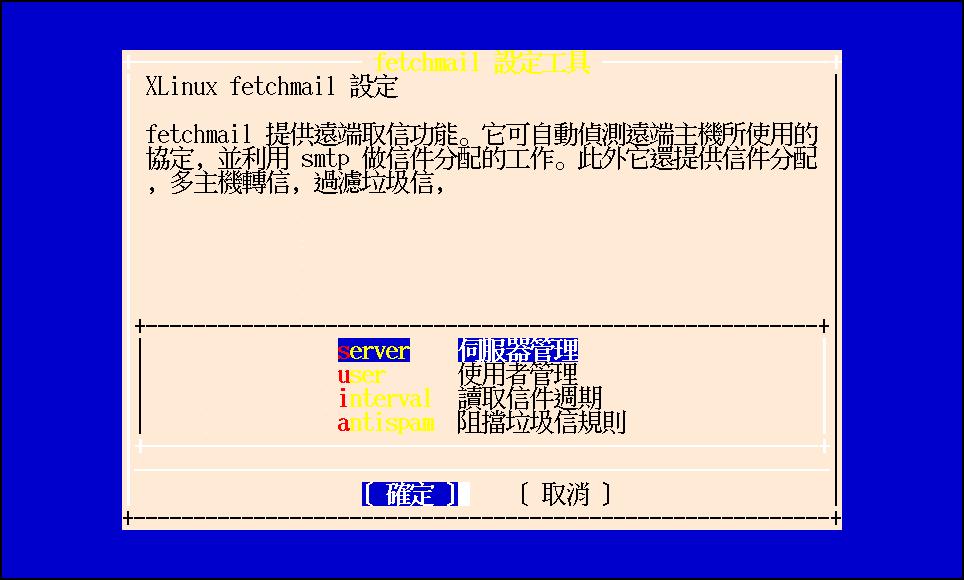 fetchmail 設定工具
XLinux fetchmail 設定
fetchmail 提供遠端取信功能。它可自動偵測遠端主機所使用的
協定, 並利用 smtp 做信件分配的工作。此外它還提供信件分配
, 多主機轉信, 過濾垃圾信,
server 伺服器管理
user 使用者管理
interval 讀取信件週期
antispam 阻擋垃圾信規則
[ 確定 ] [ 取消 ]